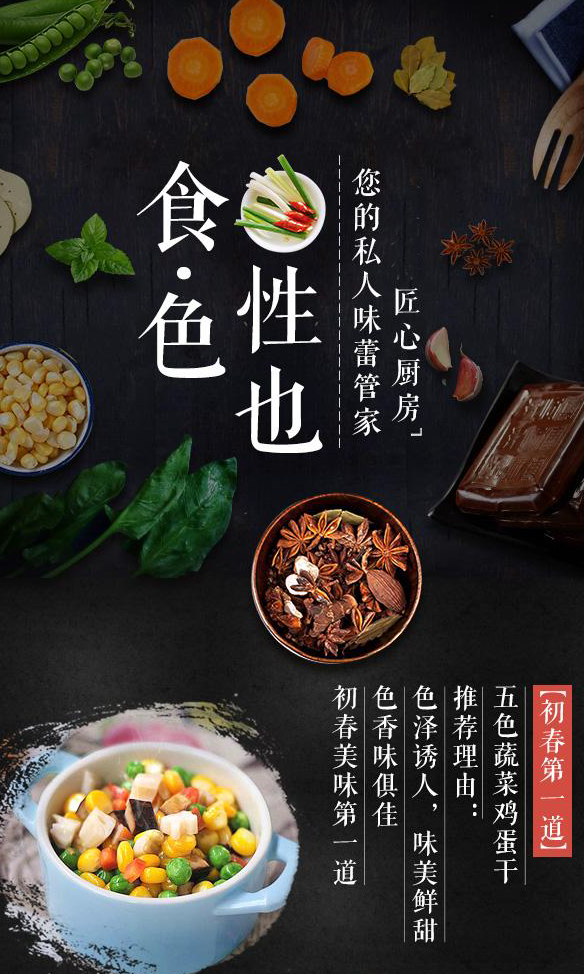 食·色
性也
您的私人味蕾管家
匠心厨房」
【初春第一道】
五色蔬菜鸡蛋干
推荐理由：
色泽诱人，味美鲜甜
色香味俱佳
初春美味第一道